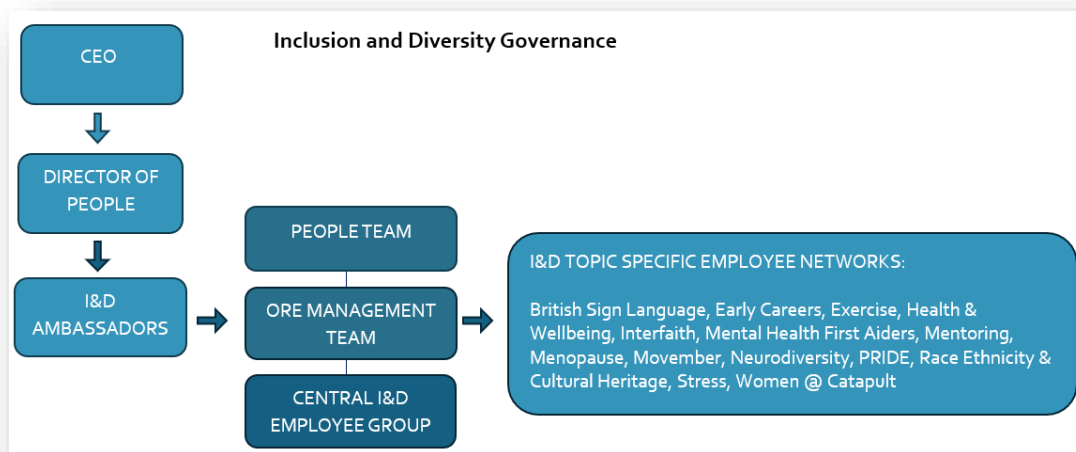 Inclusion and Diversity Governance
CEO
DIRECTOR OF
PEOPLE
I&D
AMBASSADORS
PEOPLE TEAM
ORE MANAGEMENT
TEAM
CENTRAL I&D
EMPLOYEE GROUP
I&D TOPIC SPECIFIC EMPLOYEE NETWORKS:
British Sign Language, Early Careers, Exercise, Health &
Wellbeing, Interfaith, Mental Health First Aiders, Mentoring,
Menopause, Movember, Neurodiversity, PRIDE, Race Ethnicity &
Cultural Heritage, Stress, Women @ Catapult